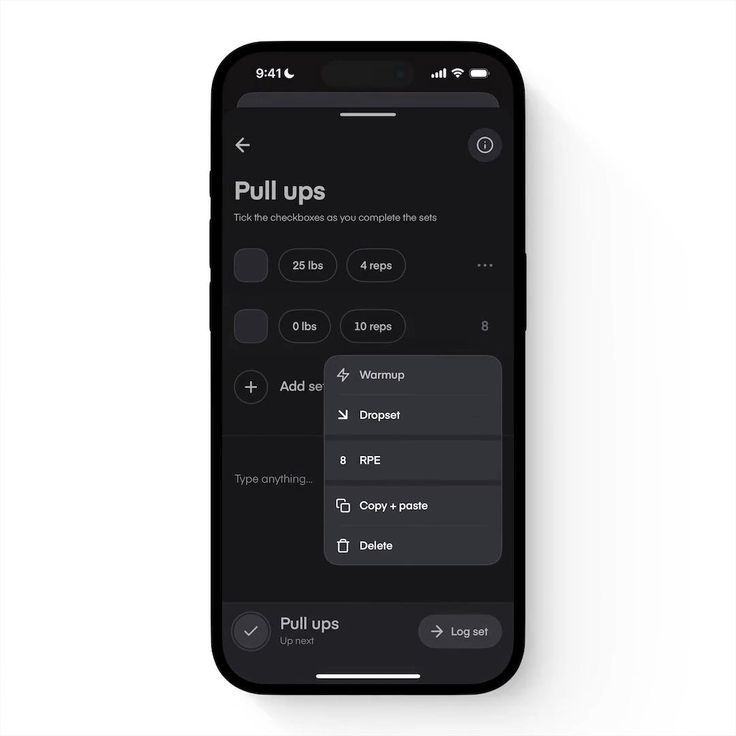 9:41
Pull ups
Tick the checkboxes as you complete the sets
25 lbs 4 reps
0 lbs 10 reps 8
Add set
Warmup
Dropset
8 RPE
Type anything...
Copy + paste
Delete
Pull ups
Up next
Log set